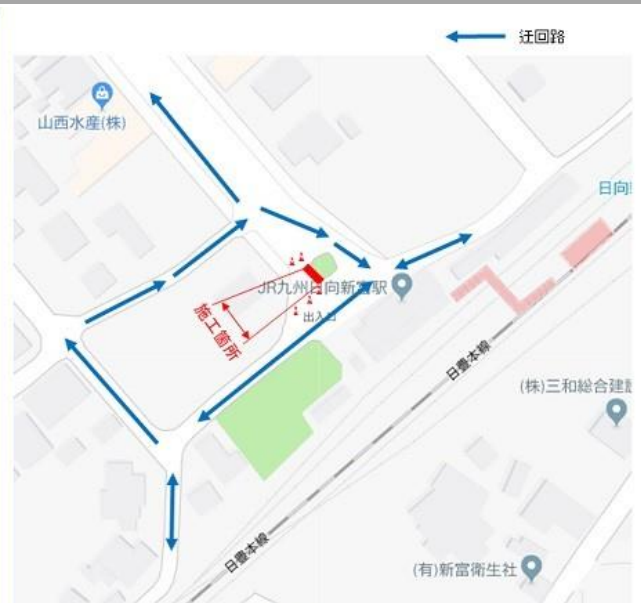 迂回路
山西水産(株)
日向
JR九州日向新富駅
出入口
施工箇所
日豊本線
(株)三和総合建設
日豊本線
(有)新富衛生社